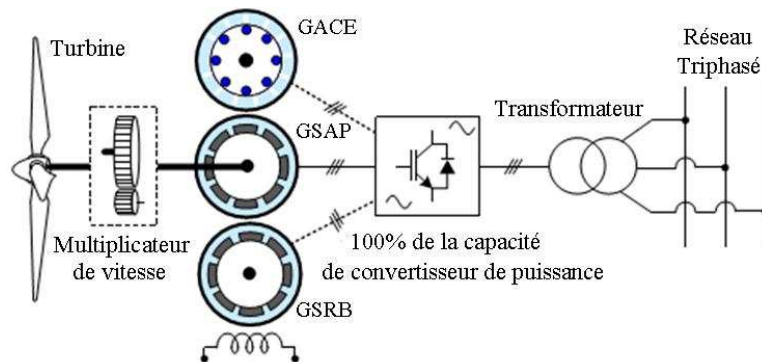 GACE
Turbine
Réseau
Triphasé
Transformateur
GSAP
Multiplicateur
de vitesse
100% de la capacité
de convertisseur de puissance
GSRB